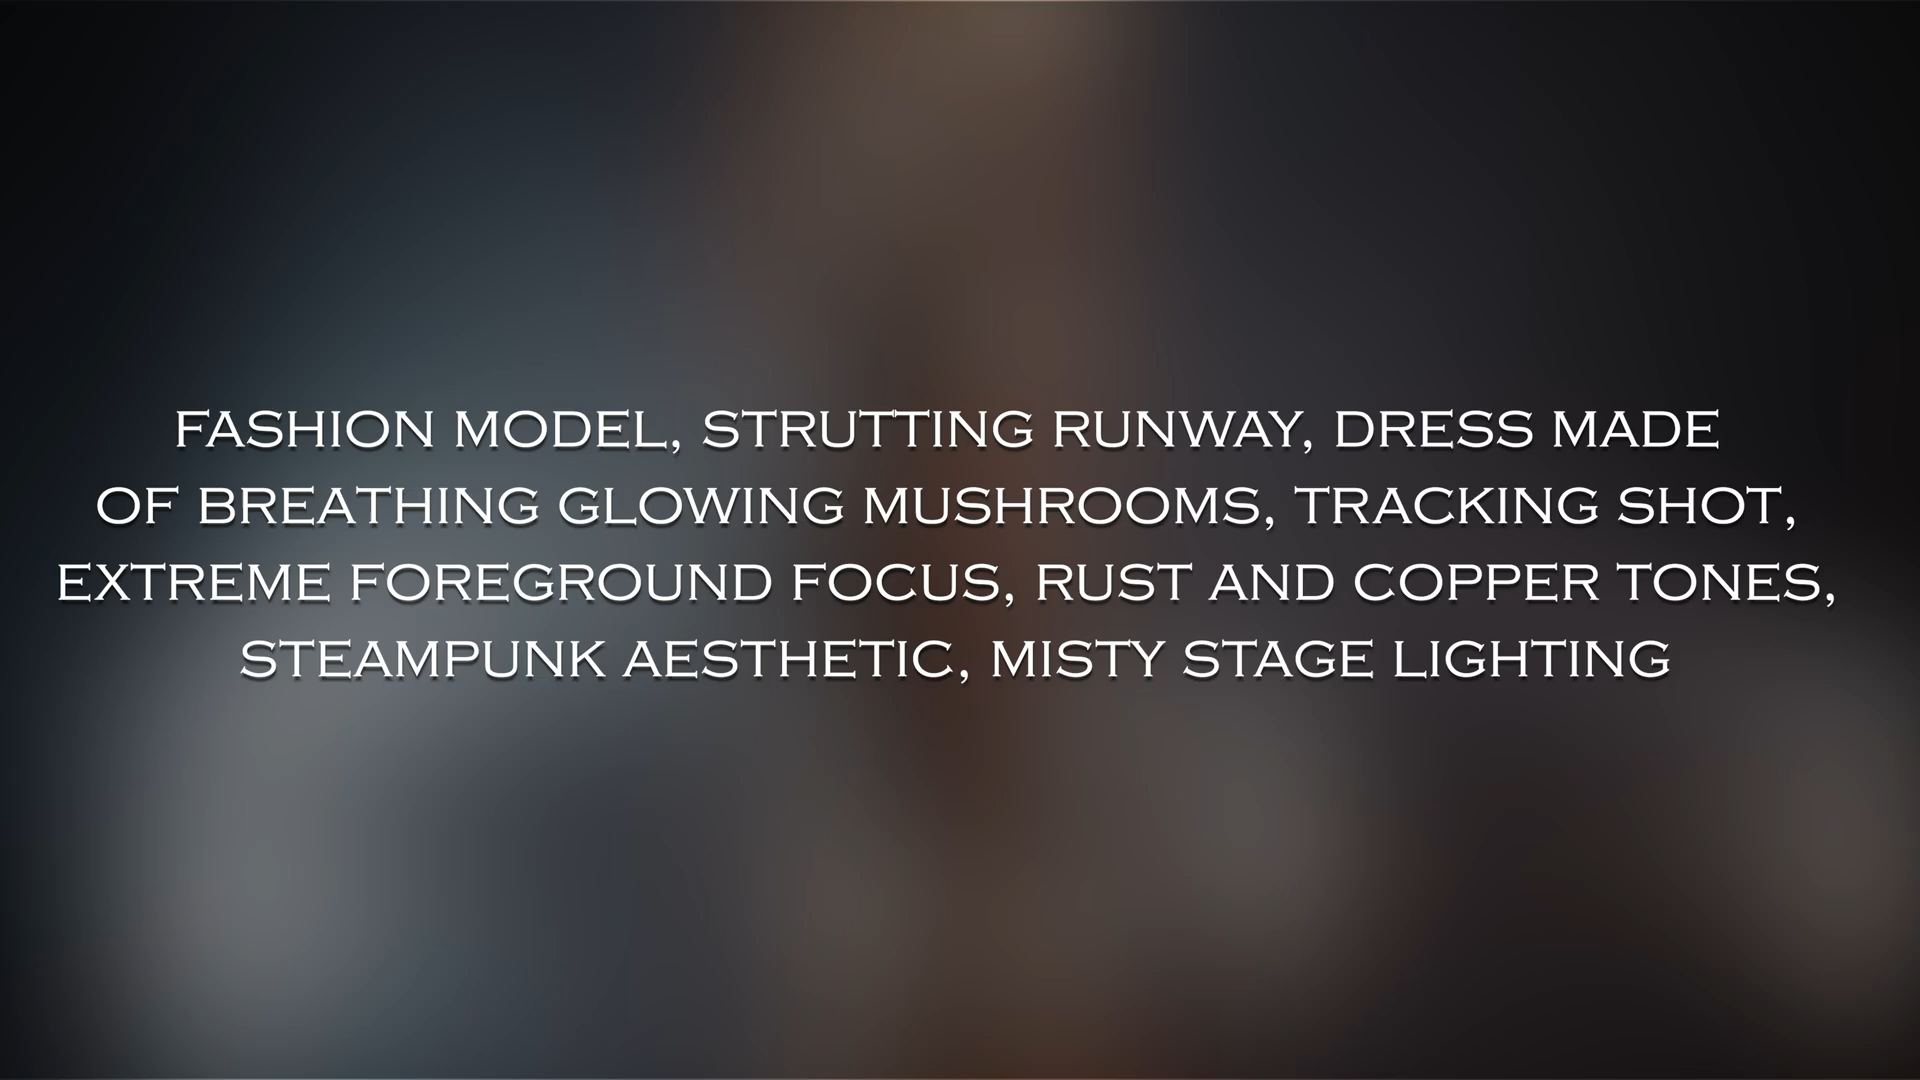 FASHION MODEL, STRUTTING RUNWAY, DRESS MADE
OF BREATHING GLOWING MUSHROOMS, TRACKING SHOT,
EXTREME FOREGROUND FOCUS, RUST AND COPPER TONES,
STEAMPUNK AESTHETIC, MISTY STAGE LIGHTING